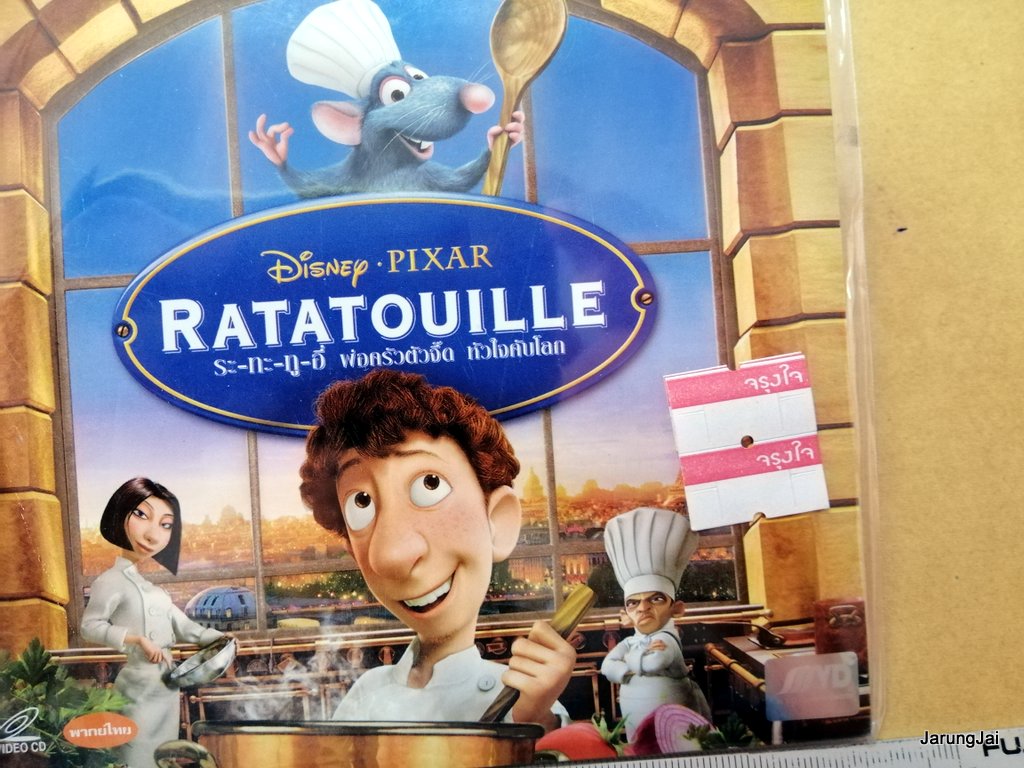 Disney · PIXAR
RATATOUILLE
ระ-ทะ-ทู-อี่ พ่อครัวตัวจี๊ด หัวใจคับโลก
จรุงใจ
จรุงใจ
VIDEO CD
พากย์ไทย
JarungJai
FU